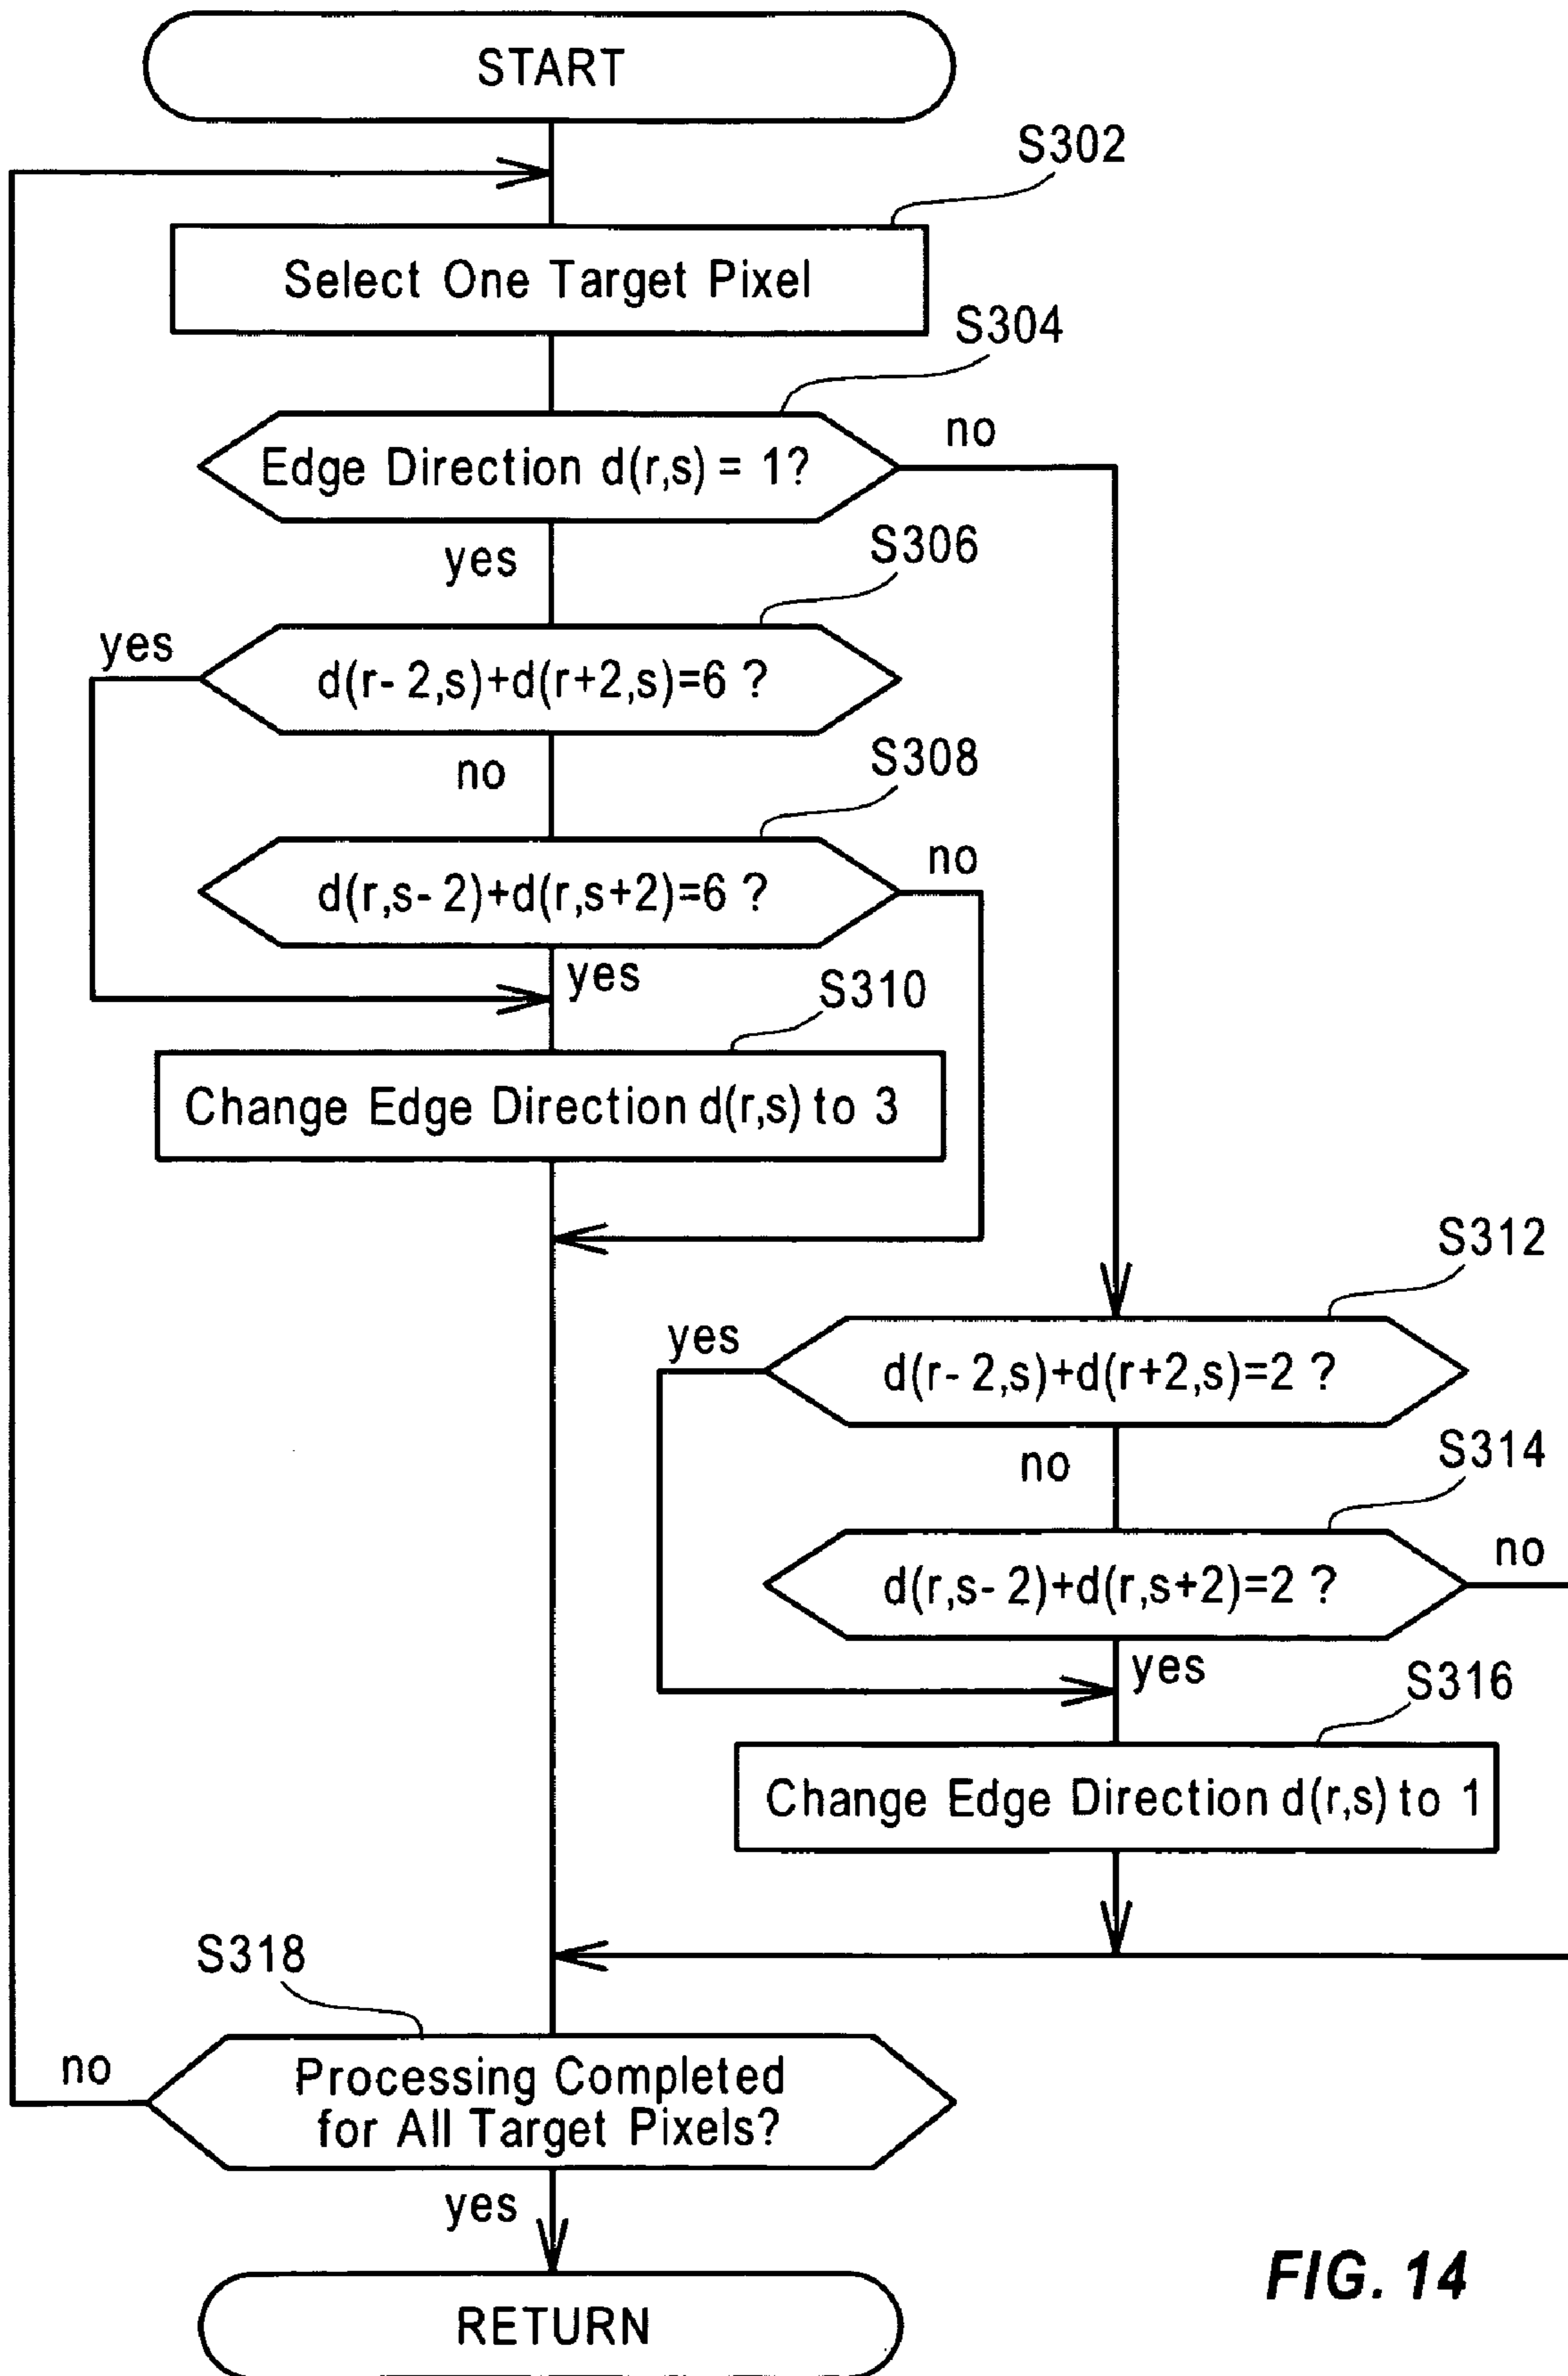 START
S302
Select One Target Pixel
S304
Edge Direction d(r,s) = 1?
no
yes
S306
yes
d(r-2,s)+d(r+2,s)=6 ?
no
S308
d(r,s-2)+d(r,s+2)=6 ?
no
yes
S310
Change Edge Direction d(r,s) to 3
S312
yes
d(r-2,s)+d(r+2,s)=2 ?
no
S314
d(r,s-2)+d(r,s+2)=2 ?
no
yes
S316
Change Edge Direction d(r,s) to 1
S318
no
Processing Completed
for All Target Pixels?
yes
RETURN
FIG. 14